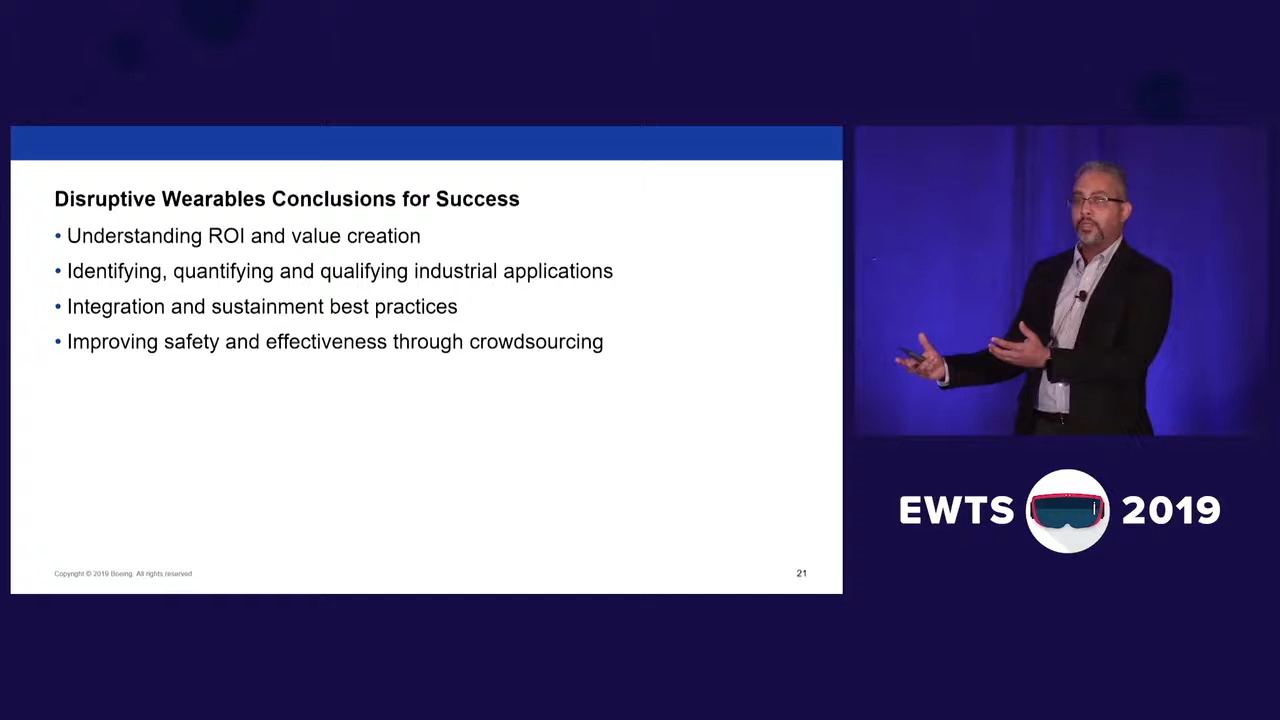 Disruptive Wearables Conclusions for Success
• Understanding ROI and value creation
• Identifying, quantifying and qualifying industrial applications
• Integration and sustainment best practices
• Improving safety and effectiveness through crowdsourcing
Copyright © 2019 Boeing. All rights reserved
21
EWTS 2019